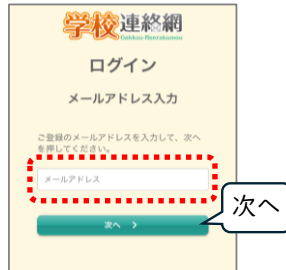 学校連絡網
Gakkou-Renrakumou
ログイン
メールアドレス入力
ご登録のメールアドレスを入力して、次へ
を押してください。
メールアドレス
次へ >
次へ